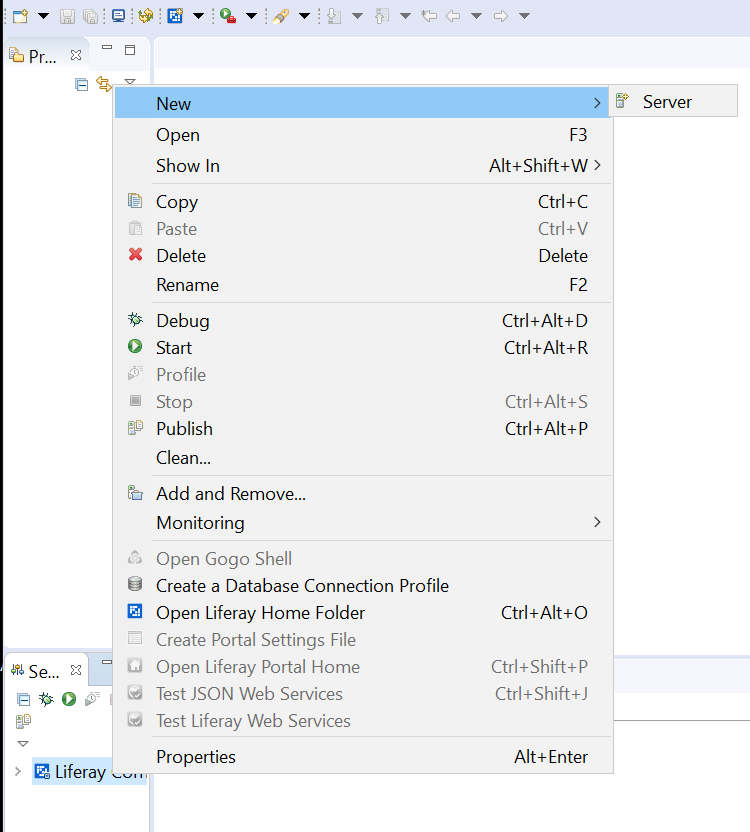 Pr...
New
Server
Open F3
Show In Alt+Shift+W
Copy Ctrl+C
Paste Ctrl+V
Delete Delete
Rename F2
Debug Ctrl+Alt+D
Start Ctrl+Alt+R
Profile
Stop Ctrl+Alt+S
Publish Ctrl+Alt+P
Clean...
Add and Remove...
Monitoring
Open Gogo Shell
Create a Database Connection Profile
Open Liferay Home Folder Ctrl+Alt+O
Create Portal Settings File
Se...
Open Liferay Portal Home Ctrl+Shift+P
Test JSON Web Services Ctrl+Shift+J
Test Liferay Web Services
Properties Alt+Enter
Liferay Com